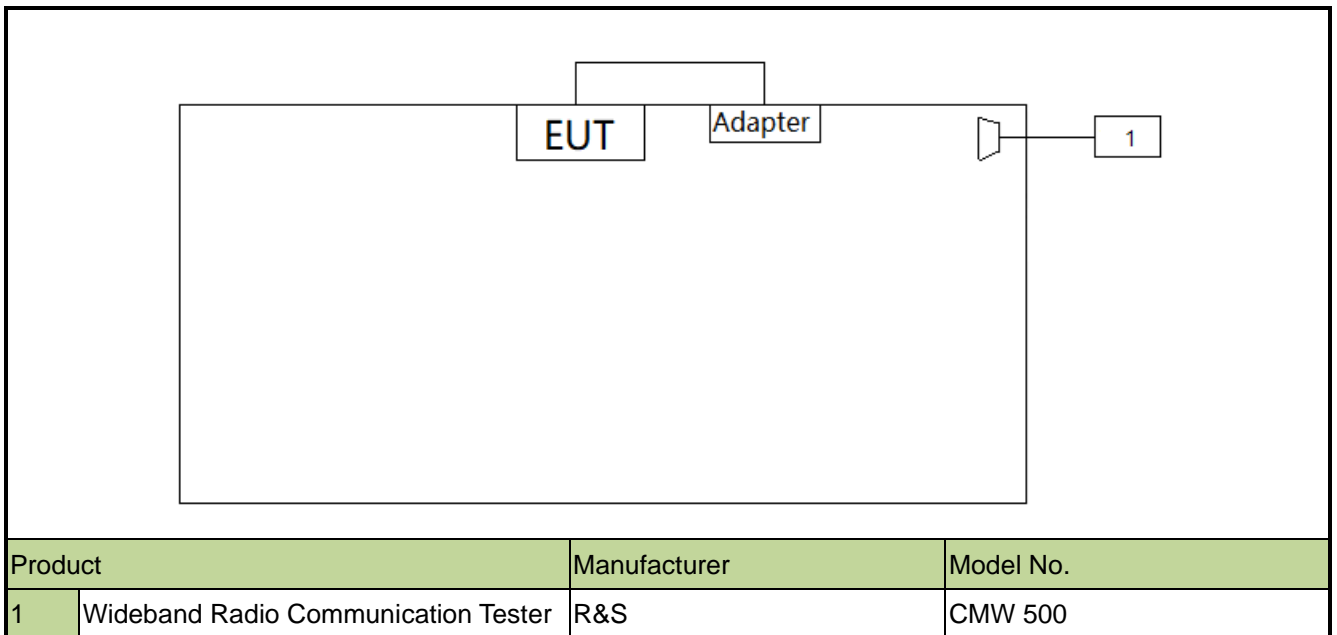 EUT
Adapter
1
Product Manufacturer Model No.
1 Wideband Radio Communication Tester R&S CMW 500